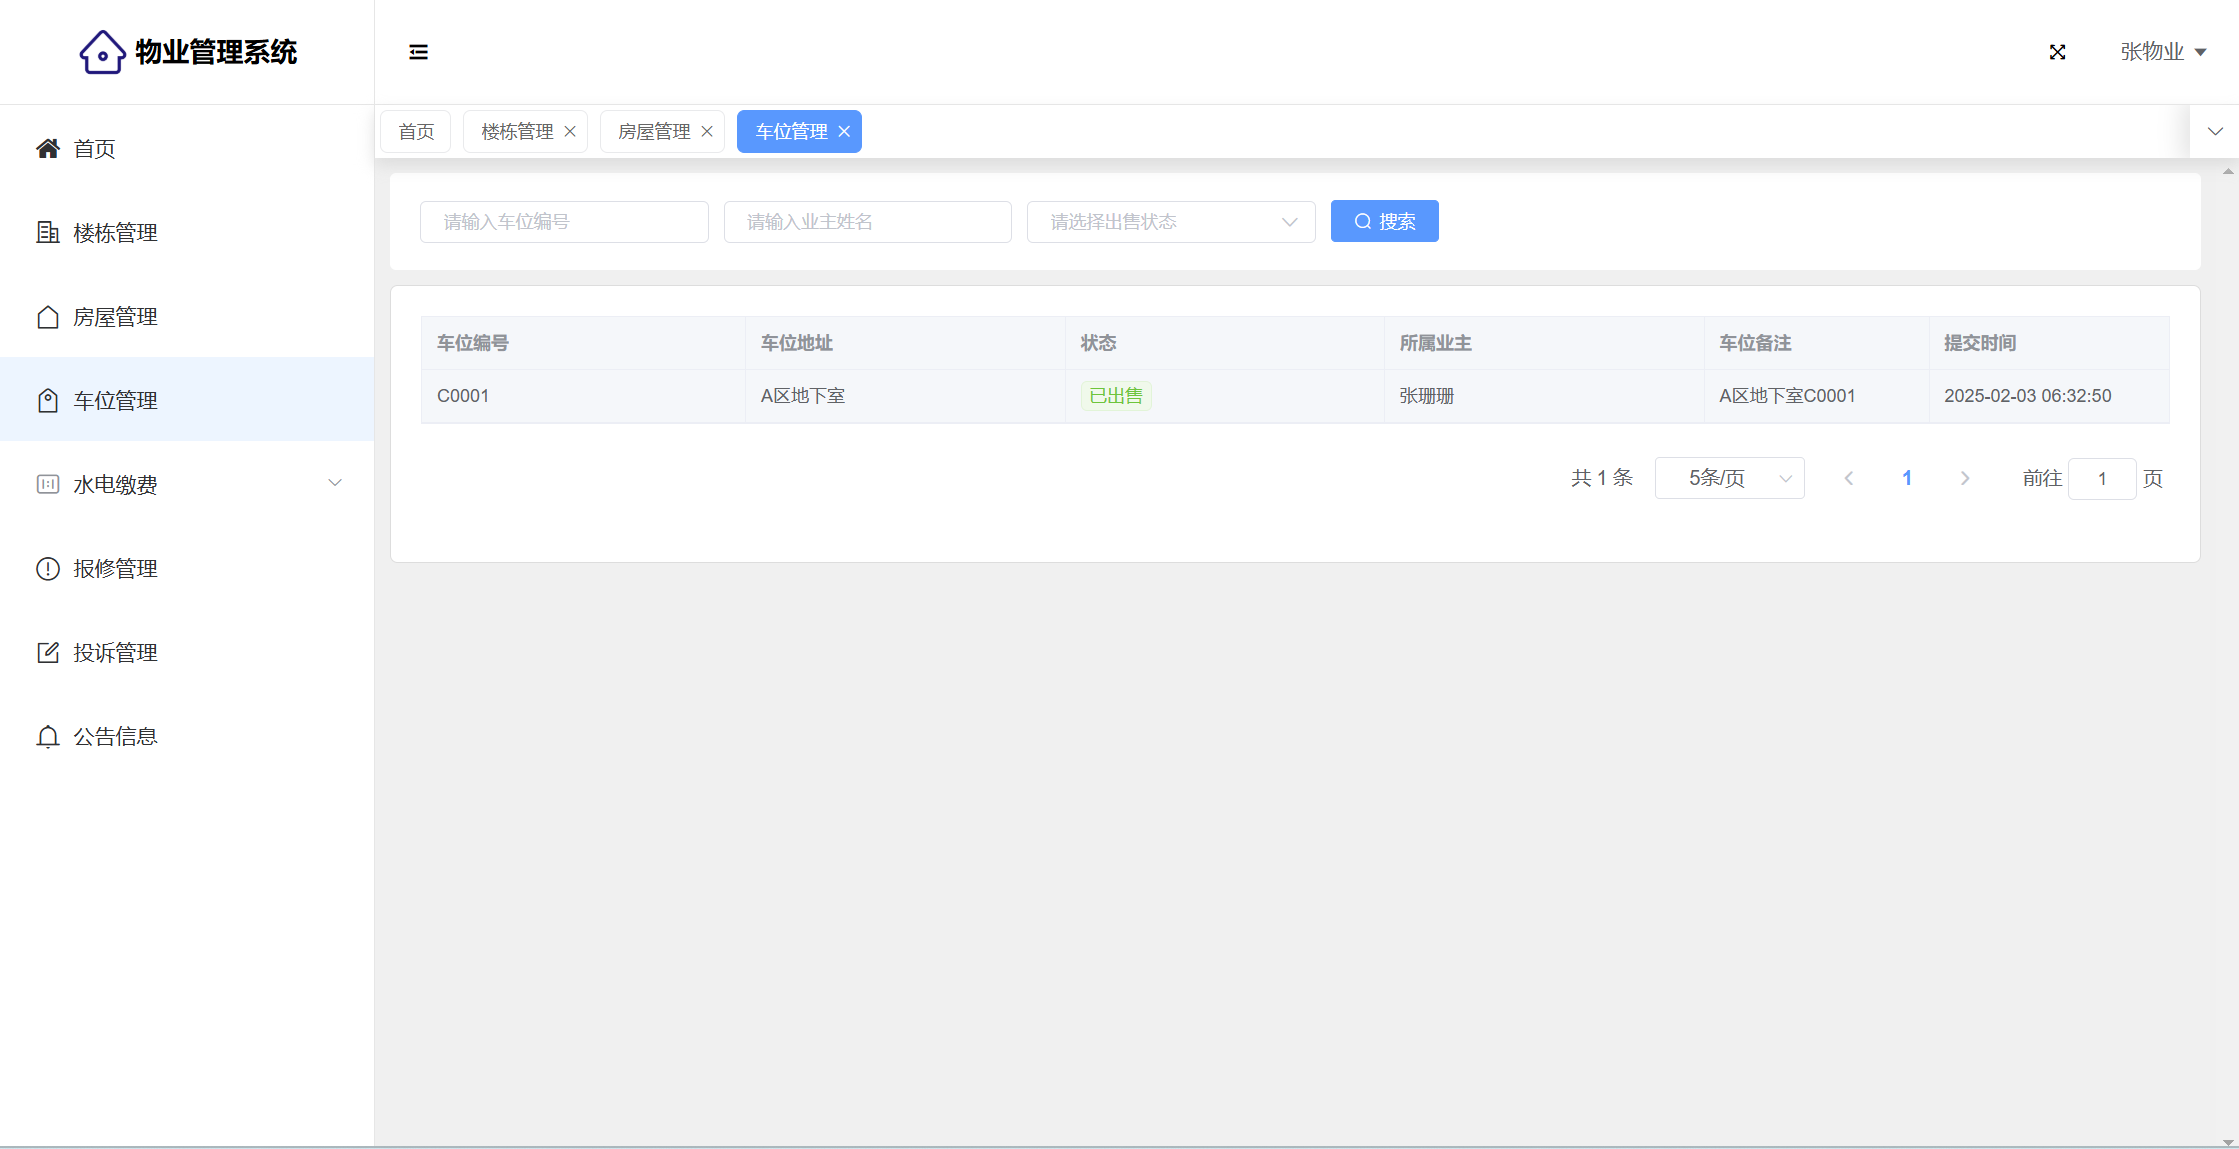 物业管理系统
张物业
首页
楼栋管理
房屋管理
车位管理
水电缴费
报修管理
投诉管理
公告信息
首页 楼栋管理 房屋管理 车位管理
请输入车位编号 请输入业主姓名 请选择出售状态 搜索
车位编号 车位地址 状态 所属业主 车位备注 提交时间
C0001 A区地下室 已出售 张珊珊 A区地下室C0001 2025-02-03 06:32:50
共 1 条 5条/页 1 前往 1 页